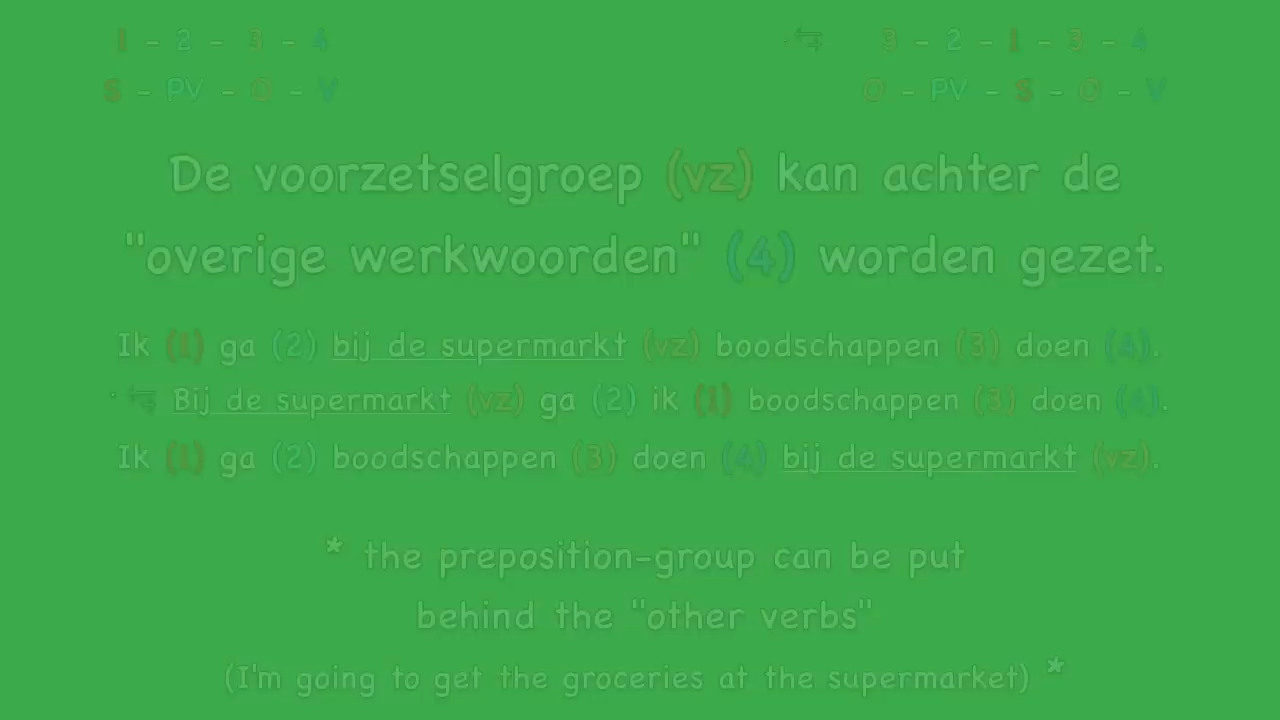 1 - 2 - 3 - 4
⇆ 3 - 2 - 1 - 3 - 4
S - PV - O - V
O - PV - S - O - V
De voorzetselgroep (vz) kan achter de
"overige werkwoorden" (4) worden gezet.
Ik (1) ga (2) bij de supermarkt (vz) boodschappen (3) doen (4).
⇆ Bij de supermarkt (vz) ga (2) ik (1) boodschappen (3) doen (4).
Ik (1) ga (2) boodschappen (3) doen (4) bij de supermarkt (vz).
* the preposition-group can be put
behind the "other verbs"
(I'm going to get the groceries at the supermarket) *